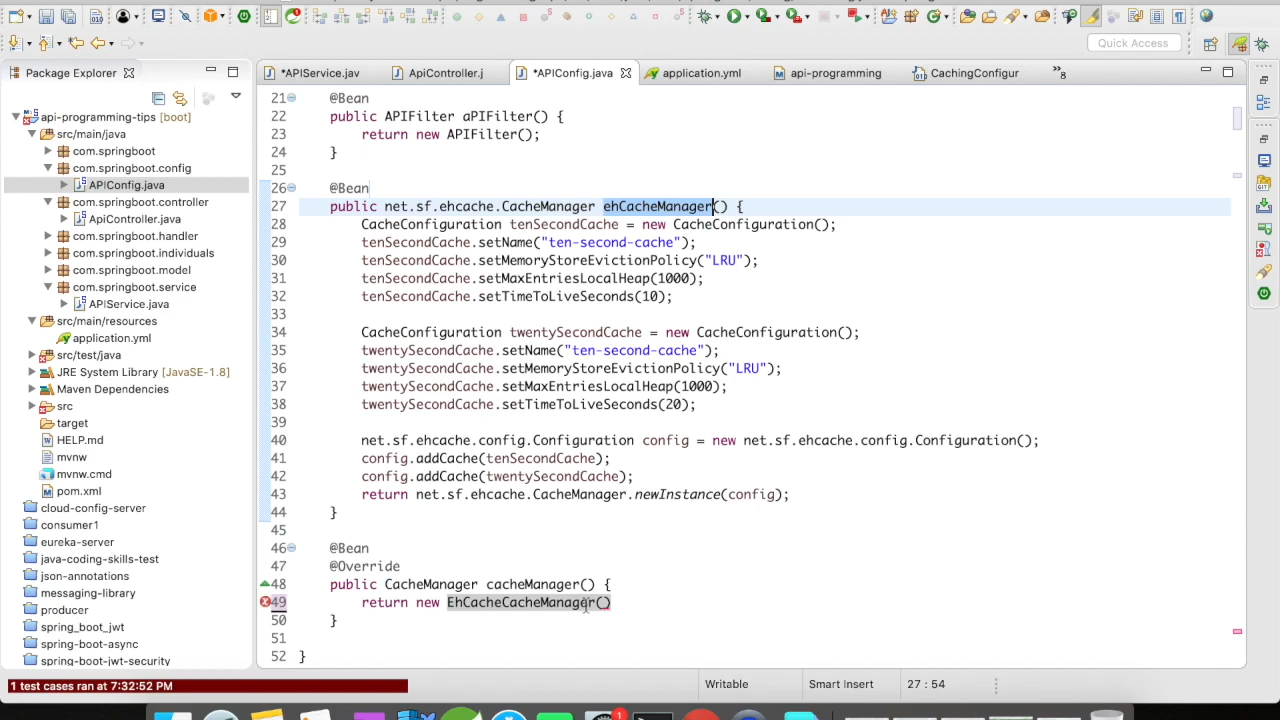 Quick Access
Package Explorer
*APIService.jav
ApiController.j
*APIConfig.java
application.yml
api-programming
CachingConfigur
»8
api-programming-tips [boot]
src/main/java
com.springboot
com.springboot.config
APIConfig.java
com.springboot.controller
ApiController.java
com.springboot.handler
com.springboot.individuals
com.springboot.model
com.springboot.service
APIService.java
src/main/resources
application.yml
src/test/java
JRE System Library [JavaSE-1.8]
Maven Dependencies
src
target
HELP.md
mvnw
mvnw.cmd
pom.xml
cloud-config-server
consumer1
eureka-server
java-coding-skills-test
json-annotations
messaging-library
producer
spring_boot_jwt
spring-boot-async
spring-boot-jwt-security
21 @Bean
22 public APIFilter aPIFilter() {
23 return new APIFilter();
24 }
25
26 @Bean
27 public net.sf.ehcache.CacheManager ehCacheManager() {
28 CacheConfiguration tenSecondCache = new CacheConfiguration();
29 tenSecondCache.setName("ten-second-cache");
30 tenSecondCache.setMemoryStoreEvictionPolicy("LRU");
31 tenSecondCache.setMaxEntriesLocalHeap(1000);
32 tenSecondCache.setTimeToLiveSeconds(10);
33
34 CacheConfiguration twentySecondCache = new CacheConfiguration();
35 twentySecondCache.setName("ten-second-cache");
36 twentySecondCache.setMemoryStoreEvictionPolicy("LRU");
37 twentySecondCache.setMaxEntriesLocalHeap(1000);
38 twentySecondCache.setTimeToLiveSeconds(20);
39
40 net.sf.ehcache.config.Configuration config = new net.sf.ehcache.config.Configuration();
41 config.addCache(tenSecondCache);
42 config.addCache(twentySecondCache);
43 return net.sf.ehcache.CacheManager.newInstance(config);
44 }
45
46 @Bean
47 @Override
48 public CacheManager cacheManager() {
49 return new EhCacheCacheManager()
50 }
51
52 }
1 test cases ran at 7:32:52 PM
Writable
Smart Insert
27 : 54
1